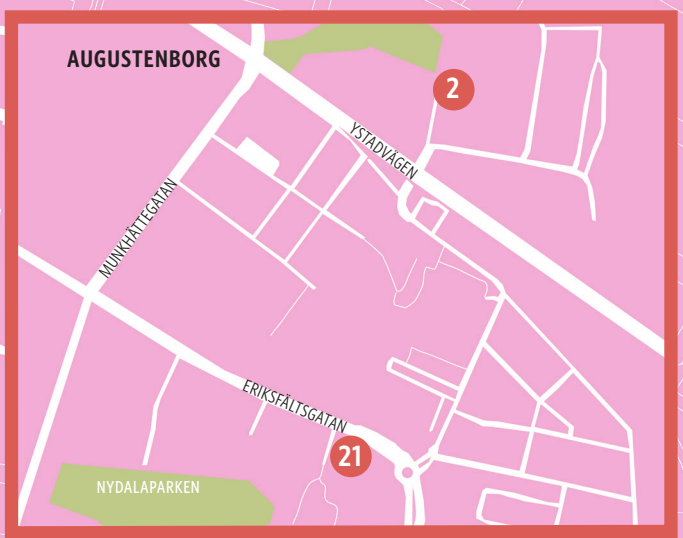 AUGUSTENBORG
2
YSTADVÄGEN
MUNKHÄTTEGATAN
ERIKSFÄLTSGATAN
21
NYDALAPARKEN